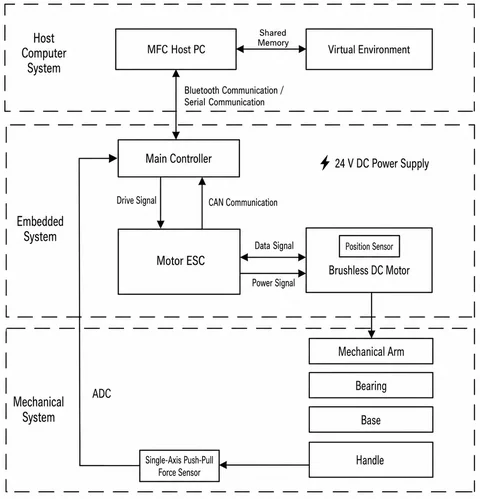 Host
Computer
System
MFC Host PC
Shared
Memory
Virtual Environment
Bluetooth Communication /
Serial Communication
Embedded
System
Main Controller
24 V DC Power Supply
Drive Signal
CAN Communication
Motor ESC
Data Signal
Power Signal
Position Sensor
Brushless DC Motor
Mechanical
System
ADC
Mechanical Arm
Bearing
Base
Handle
Single-Axis Push-Pull
Force Sensor